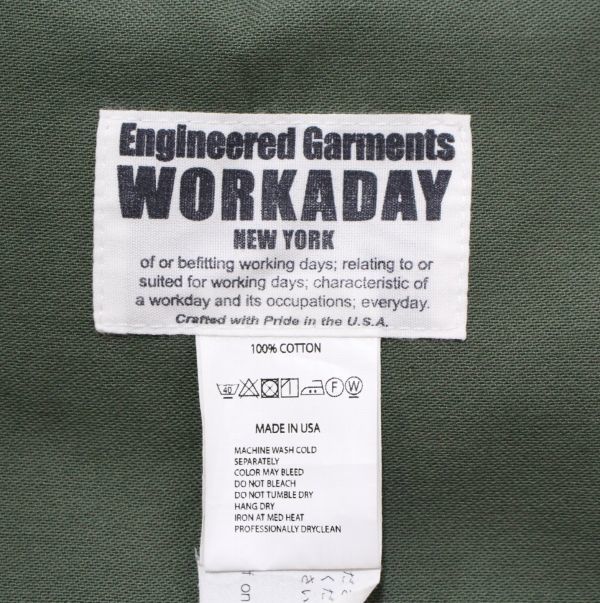 Engineered Garments
WORKADAY
NEW YORK
of or befitting working days; relating to or
suited for working days; characteristic of
a workday and its occupations; everyday.
Crafted with Pride in the U.S.A.
100% COTTON
40 F W
MADE IN USA
MACHINE WASH COLD
SEPARATELY
COLOR MAY BLEED
DO NOT BLEACH
DO NOT TUMBLE DRY
HANG DRY
IRON AT MED HEAT
PROFESSIONALLY DRYCLEAN
on